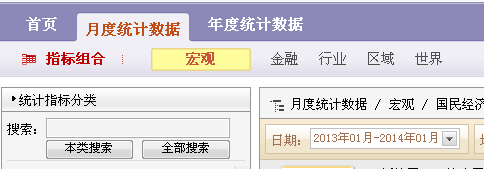 首页 月度统计数据 年度统计数据
指标组合 宏观 金融 行业 区域 世界
统计指标分类
搜索：
本类搜索 全部搜索
月度统计数据 / 宏观 / 国民经济
日期： 2013年01月-2014年01月